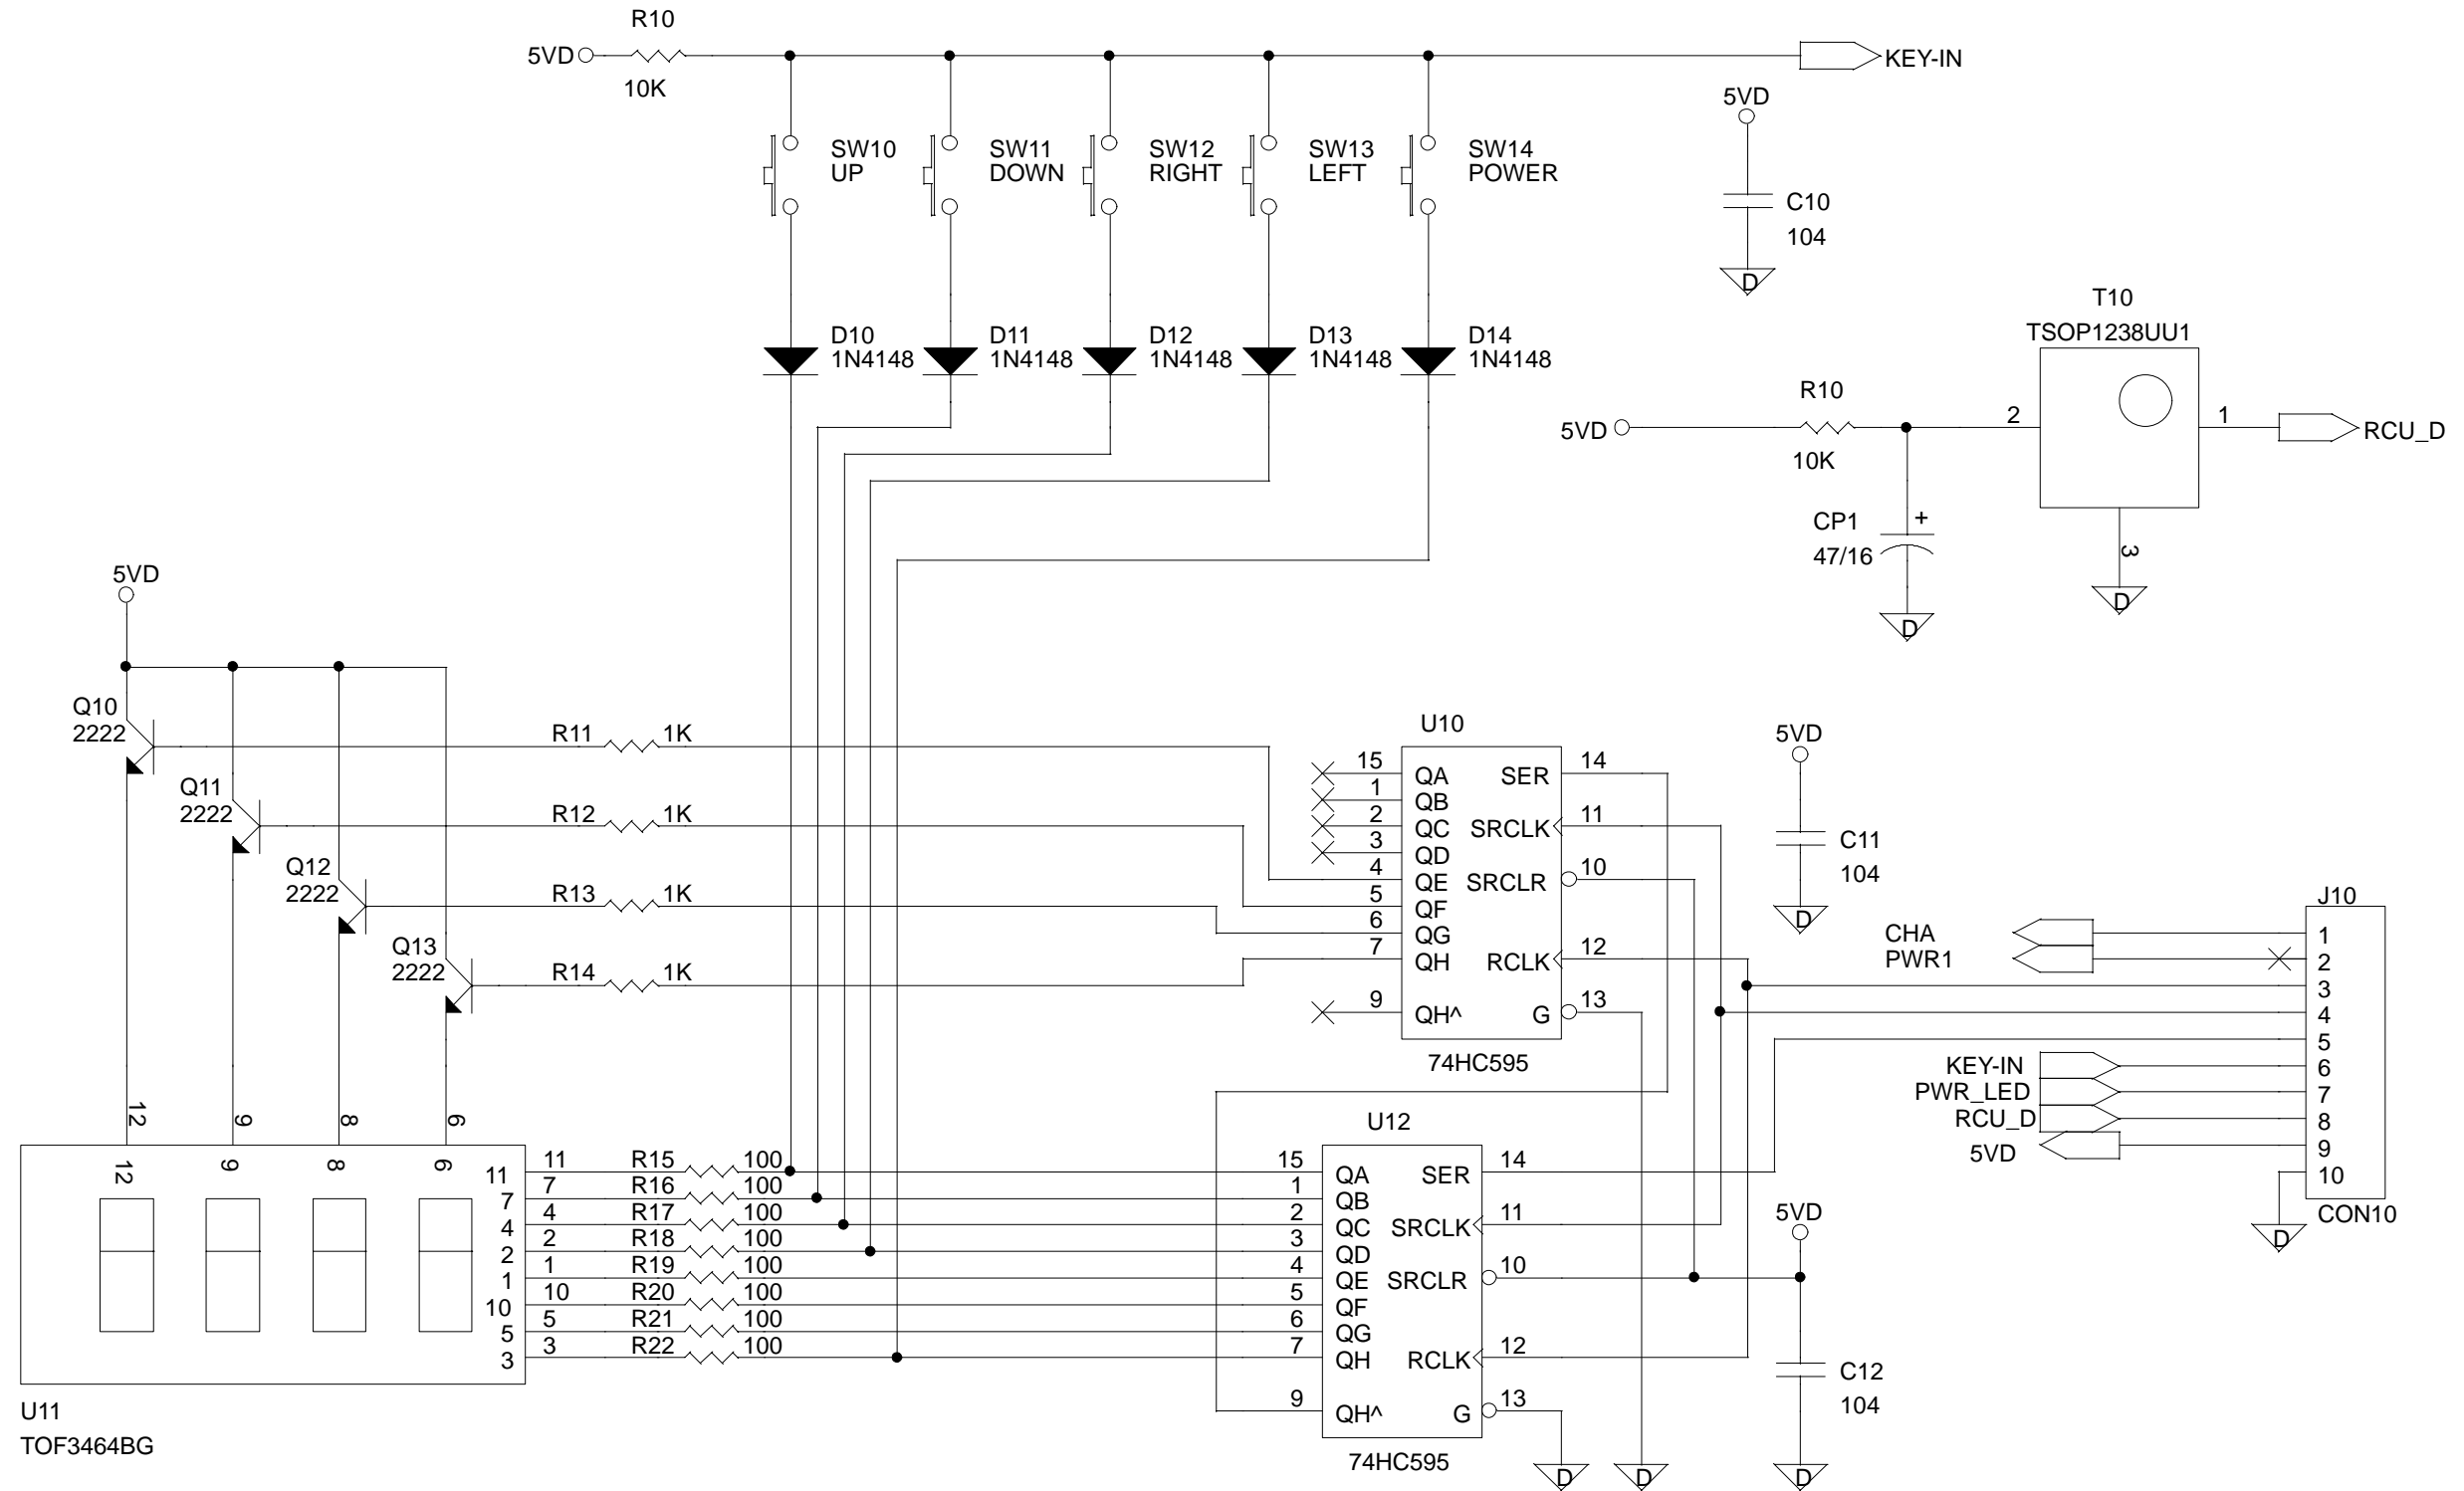 R10
5VD
10K
KEY-IN
5VD
SW10
UP
SW11
DOWN
SW12
RIGHT
SW13
LEFT
SW14
POWER
C10
104
D
T10
TSOP1238UU1
D10
1N4148
D11
1N4148
D12
1N4148
D13
1N4148
D14
1N4148
R10
5VD
10K
2
1
RCU_D
CP1
+
47/16
3
D
D
5VD
Q10
2222
Q11
2222
Q12
2222
Q13
2222
R11 1K
R12 1K
R13 1K
R14 1K
U10
15 QA SER 14
1 QB
2 QC SRCLK 11
3 QD
4 QE SRCLR 10
5 QF
6 QG
7 QH RCLK 12
9 QH^ G 13
74HC595
5VD
C11
104
D
J10
CHA 1
PWR1 2
3
4
5
KEY-IN 6
PWR_LED 7
RCU_D 8
5VD 9
10
CON10
D
12 9 8 6
12 9 8 6
11 11 R15 100
7 7 R16 100
4 4 R17 100
2 2 R18 100
1 1 R19 100
10 10 R20 100
5 5 R21 100
3 3 R22 100
U11
TOF3464BG
U12
15 QA SER 14
1 QB
2 QC SRCLK 11
3 QD
4 QE SRCLR 10
5 QF
6 QG
7 QH RCLK 12
9 QH^ G 13
74HC595
D
D
5VD
C12
104
D